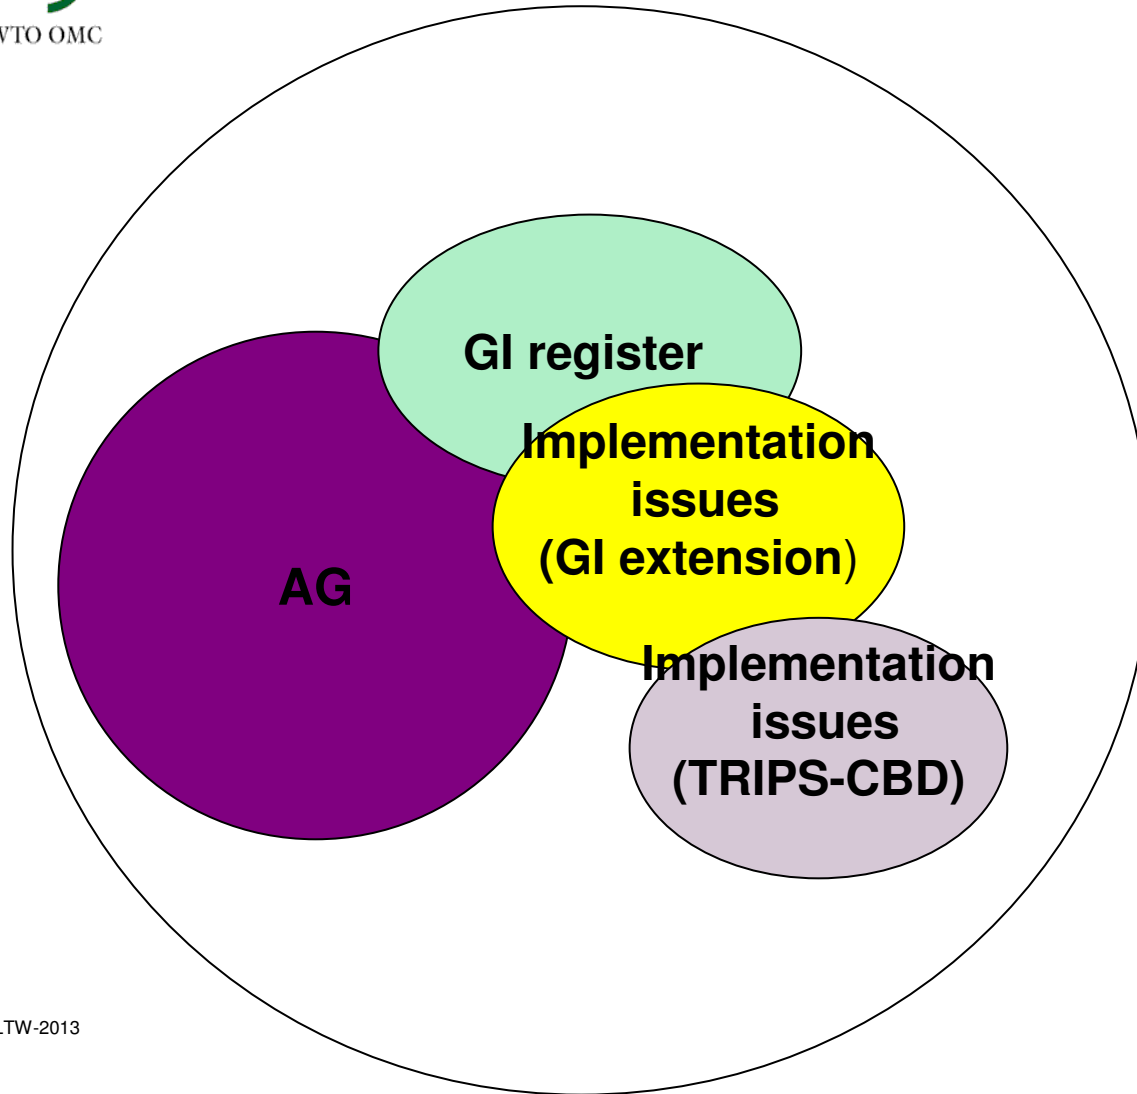 WTO OMC
GI register
Implementation
issues
(GI extension)
AG
Implementation
issues
(TRIPS-CBD)
LTW-2013